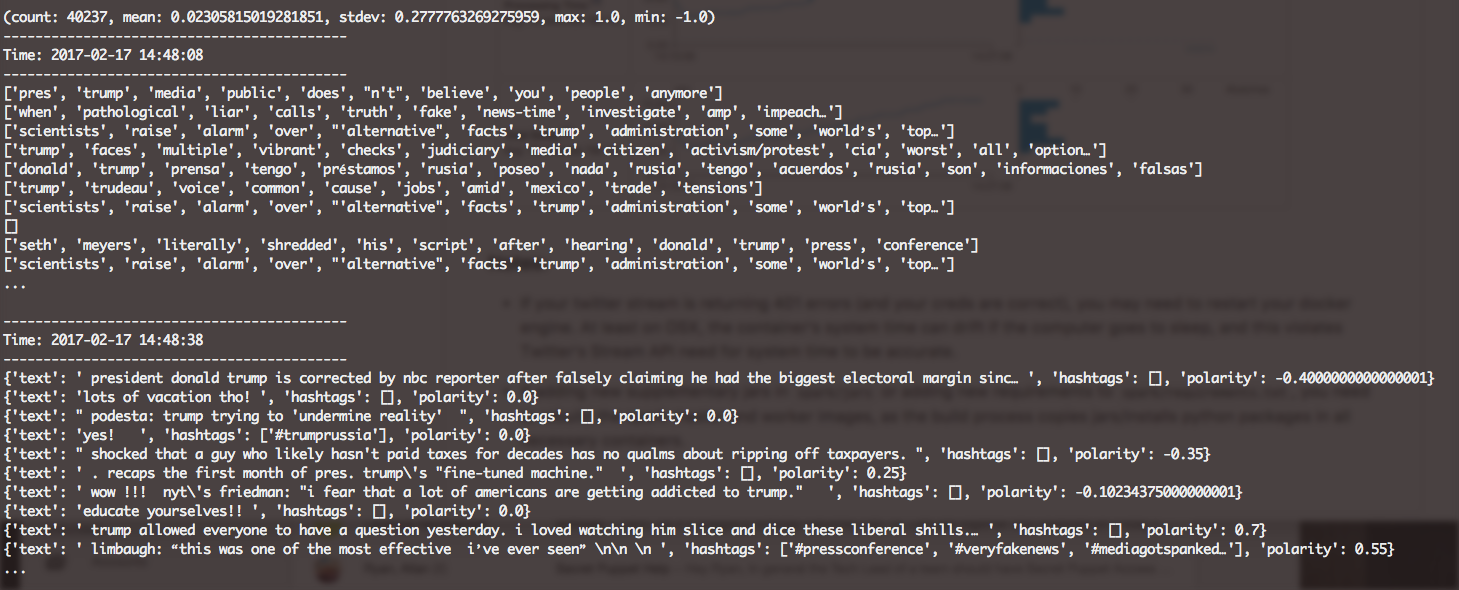 (count: 40237, mean: 0.02305815019281851, stdev: 0.2777763269275959, max: 1.0, min: -1.0)
-------------------------------------------
Time: 2017-02-17 14:48:08
-------------------------------------------
['pres', 'trump', 'media', 'public', 'does', "n't", 'believe', 'you', 'people', 'anymore']
['when', 'pathological', 'liar', 'calls', 'truth', 'fake', 'news-time', 'investigate', 'amp', 'impeach…']
['scientists', 'raise', 'alarm', 'over', "'alternative", 'facts', 'trump', 'administration', 'some', 'world’s', 'top…']
['trump', 'faces', 'multiple', 'vibrant', 'checks', 'judiciary', 'media', 'citizen', 'activism/protest', 'cia', 'worst', 'all', 'option…']
['donald', 'trump', 'prensa', 'tengo', 'préstamos', 'rusia', 'poseo', 'nada', 'rusia', 'tengo', 'acuerdos', 'rusia', 'son', 'informaciones', 'falsas']
['trump', 'trudeau', 'voice', 'common', 'cause', 'jobs', 'amid', 'mexico', 'trade', 'tensions']
['scientists', 'raise', 'alarm', 'over', "'alternative", 'facts', 'trump', 'administration', 'some', 'world’s', 'top…']
[]
['seth', 'meyers', 'literally', 'shredded', 'his', 'script', 'after', 'hearing', 'donald', 'trump', 'press', 'conference']
['scientists', 'raise', 'alarm', 'over', "'alternative", 'facts', 'trump', 'administration', 'some', 'world’s', 'top…']
...
-------------------------------------------
Time: 2017-02-17 14:48:38
-------------------------------------------
{'text': ' president donald trump is corrected by nbc reporter after falsely claiming he had the biggest electoral margin sinc… ', 'hashtags': [], 'polarity': -0.4000000000000001}
{'text': 'lots of vacation tho! ', 'hashtags': [], 'polarity': 0.0}
{'text': " podesta: trump trying to 'undermine reality'  ", 'hashtags': [], 'polarity': 0.0}
{'text': 'yes!   ', 'hashtags': ['#trumprussia'], 'polarity': 0.0}
{'text': " shocked that a guy who likely hasn't paid taxes for decades has no qualms about ripping off taxpayers. ", 'hashtags': [], 'polarity': -0.35}
{'text': ' . recaps the first month of pres. trump\'s "fine-tuned machine."  ', 'hashtags': [], 'polarity': 0.25}
{'text': ' wow !!!  nyt\'s friedman: "i fear that a lot of americans are getting addicted to trump."   ', 'hashtags': [], 'polarity': -0.10234375000000001}
{'text': 'educate yourselves!! ', 'hashtags': [], 'polarity': 0.0}
{'text': ' trump allowed everyone to have a question yesterday. i loved watching him slice and dice these liberal shills… ', 'hashtags': [], 'polarity': 0.7}
{'text': ' limbaugh: “this was one of the most effective  i’ve ever seen” \n\n \n ', 'hashtags': ['#pressconference', '#veryfakenews', '#mediagotspanked…'], 'polarity': 0.55}
...